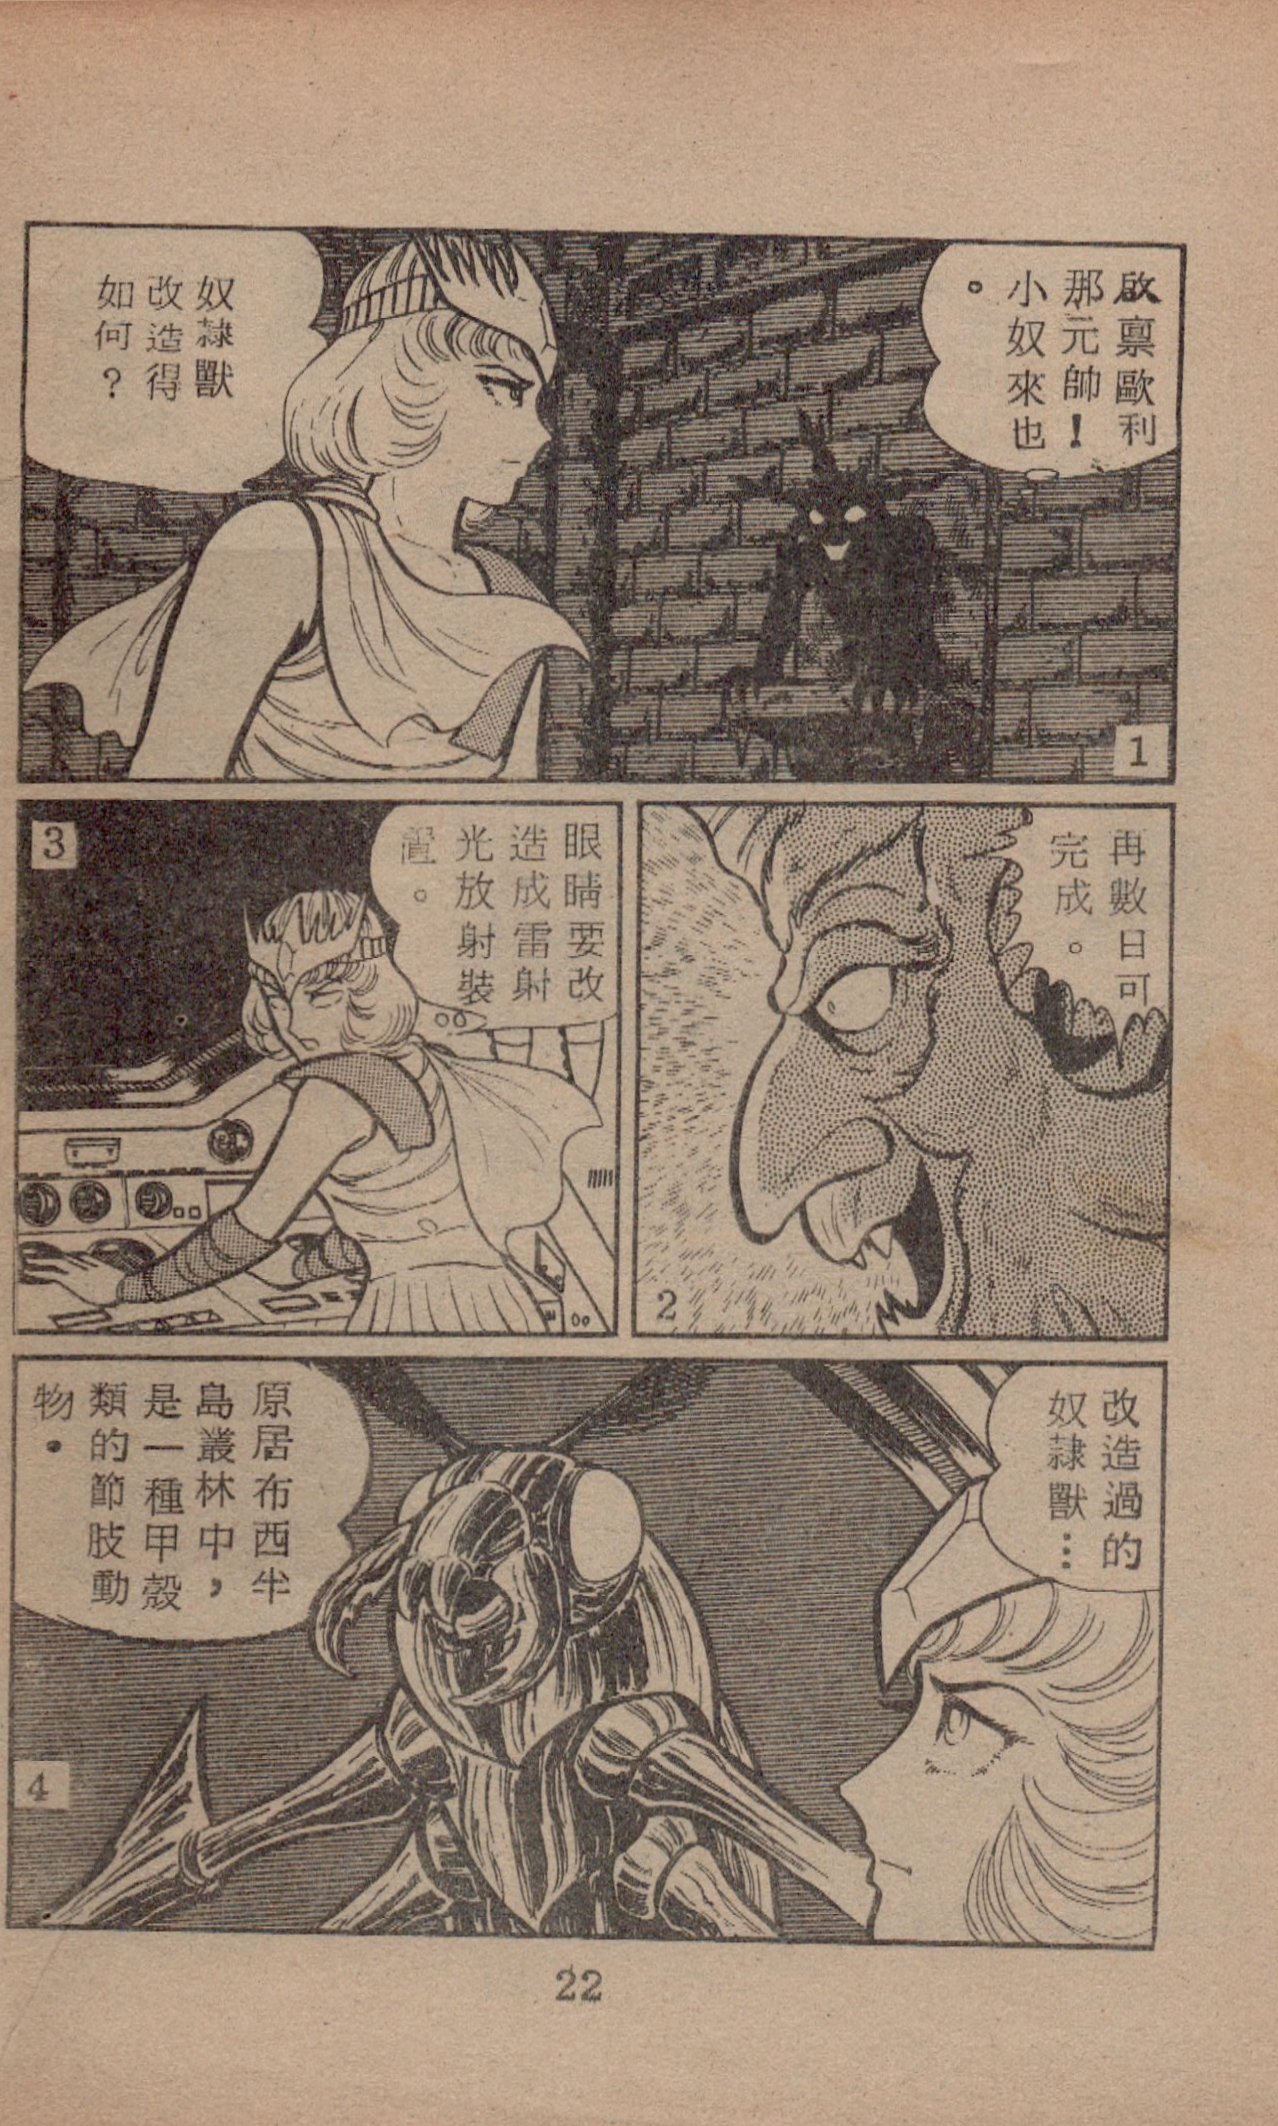 啟禀歐利
那元帥！
小奴來也
。
奴隸獸
改造得
如何？
1
再數日可
完成。
2
3
眼睛要改
造成雷射
光放射裝
置。
改造過的
奴隸獸…
原居布西半
島叢林中，
是一種甲殼
類的節肢動
物．
4
22